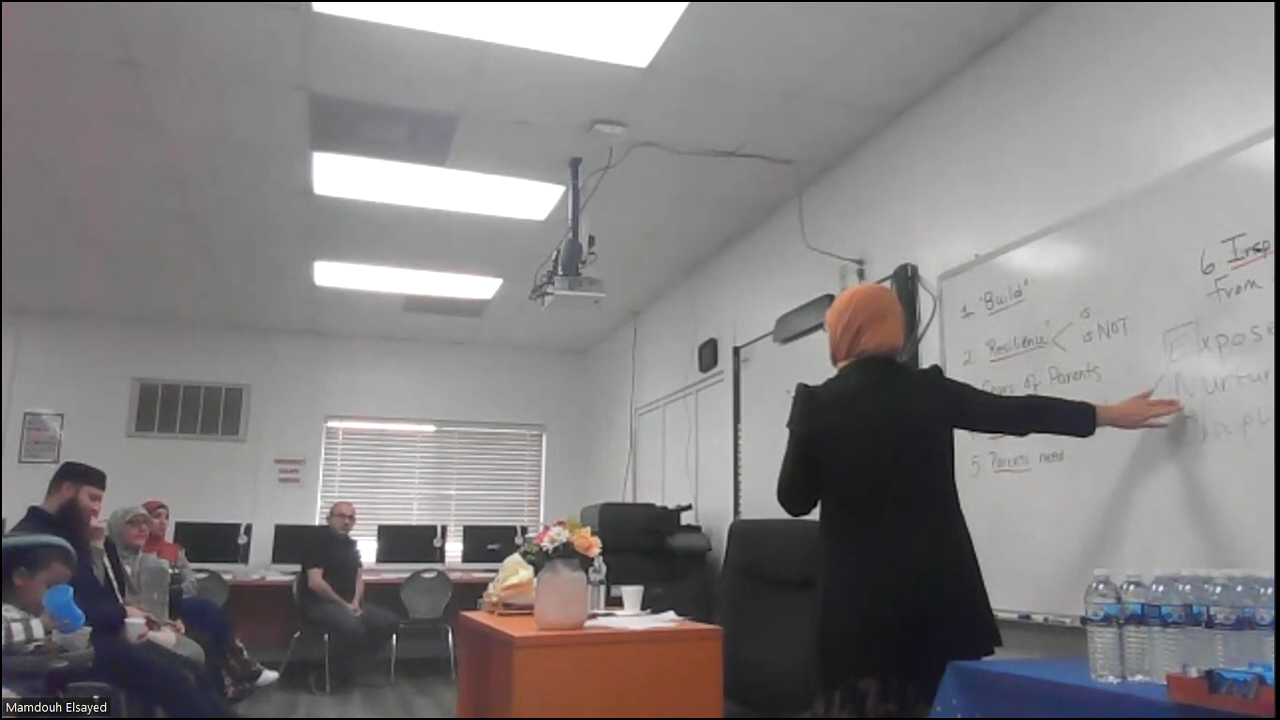 1 "Build"
2 "Resilience" < is
is NOT
Fears of Parents
5 Parents need
6 Insp
from
Expose
Nurtur
Mamdouh Elsayed